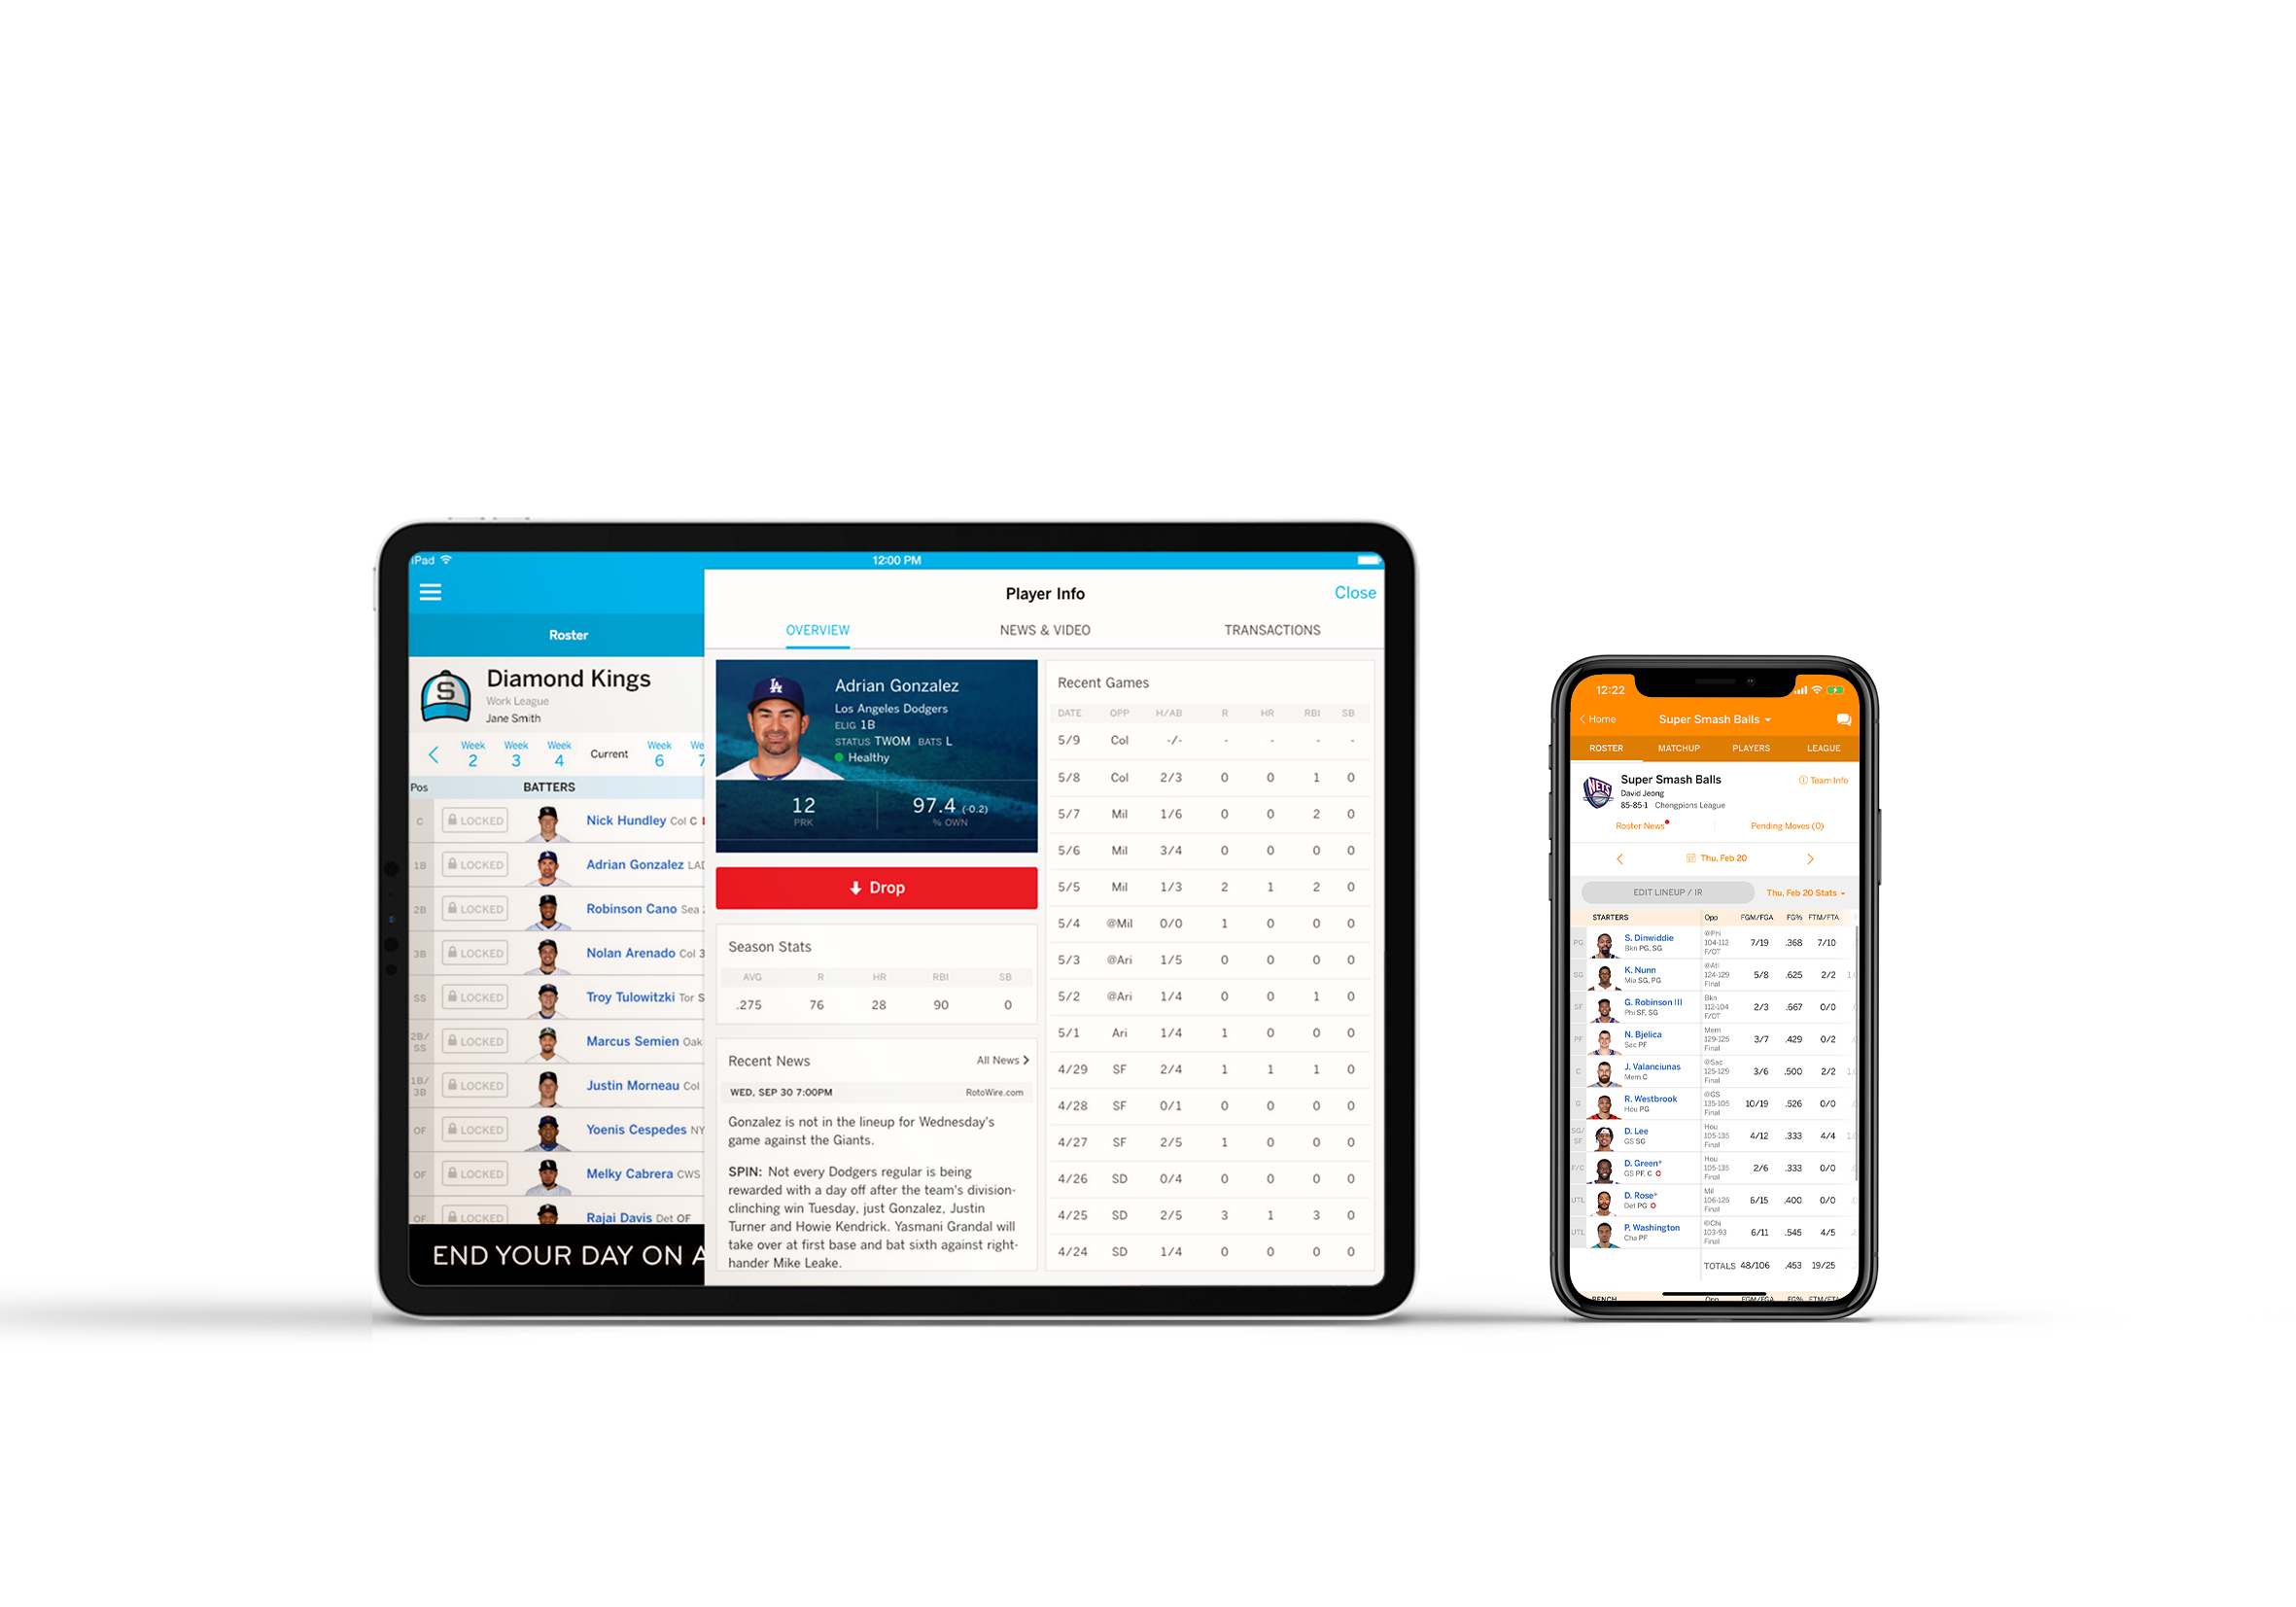 iPad
12:00 PM
Roster
S
Diamond Kings
Work League
Jane Smith
Week 2
Week 3
Week 4
Current
Week 6
We 7
Pos BATTERS
C LOCKED Nick Hundley Col C
1B LOCKED Adrian Gonzalez LAD
2B LOCKED Robinson Cano Sea
3B LOCKED Nolan Arenado Col 3
SS LOCKED Troy Tulowitzki Tor S
2B/SS LOCKED Marcus Semien Oak
1B/3B LOCKED Justin Morneau Col
OF LOCKED Yoenis Cespedes NY
OF LOCKED Melky Cabrera CWS
OF LOCKED Rajai Davis Det OF
END YOUR DAY ON A
Player Info
Close
OVERVIEW NEWS & VIDEO TRANSACTIONS
LA
Adrian Gonzalez
Los Angeles Dodgers
ELIG 1B
STATUS TWOM BATS L
Healthy
12 97.4 (-0.2)
PRK % OWN
Drop
Season Stats
AVG R HR RBI SB
.275 76 28 90 0
Recent News All News
WED, SEP 30 7:00PM RotoWire.com
Gonzalez is not in the lineup for Wednesday's
game against the Giants.
SPIN: Not every Dodgers regular is being
rewarded with a day off after the team's division-
clinching win Tuesday, just Gonzalez, Justin
Turner and Howie Kendrick. Yasmani Grandal will
take over at first base and bat sixth against right-
hander Mike Leake.
Recent Games
DATE OPP H/AB R HR RBI SB
5/9 Col -/- - - - -
5/8 Col 2/3 0 0 1 0
5/7 Mil 1/6 0 0 2 0
5/6 Mil 3/4 0 0 0 0
5/5 Mil 1/3 2 1 2 0
5/4 @Mil 0/0 1 0 0 0
5/3 @Ari 1/5 0 0 0 0
5/2 @Ari 1/4 0 0 1 0
5/1 Ari 1/4 1 0 0 0
4/29 SF 2/4 1 1 1 0
4/28 SF 0/1 0 0 0 0
4/27 SF 2/5 1 0 0 0
4/26 SD 0/4 0 0 0 0
4/25 SD 2/5 3 1 3 0
4/24 SD 1/4 0 0 0 0
12:22
Home Super Smash Balls
ROSTER MATCHUP PLAYERS LEAGUE
NETS
Super Smash Balls
Team Info
David Jeong
85-85-1 Chengpions League
Roster News Pending Moves (0)
Thu, Feb 20
EDIT LINEUP / IR Thu, Feb 20 Stats
STARTERS Opp FGM/FGA FG% FTM/FTA
PG S. Dinwiddie Bkn PG, SG @Phi 104-112 F/OT 7/19 .368 7/10
SG K. Nunn Mia SG, PG @Atl 124-129 Final 5/8 .625 2/2
SF G. Robinson III Phi SF, SG Bkn 112-104 F/OT 2/3 .667 0/0
PF N. Bjelica Sac PF Mem 129-125 Final 3/7 .429 0/2
C J. Valanciunas Mem C @Sac 125-129 Final 3/6 .500 2/2
G R. Westbrook Hou PG @GS 135-105 Final 10/19 .526 0/0
SG/SF D. Lee GS SG Hou 105-135 Final 4/12 .333 4/4
F/C D. Green* GS PF, C O Hou 105-135 Final 2/6 .333 0/0
UTL D. Rose* Det PG O Mil 106-126 Final 6/15 .400 0/0
UTL P. Washington Cha PF @Chi 103-93 Final 6/11 .545 4/5
TOTALS 48/106 .453 19/25
BENCH Opp FGM/FGA FG% FTM/FTA